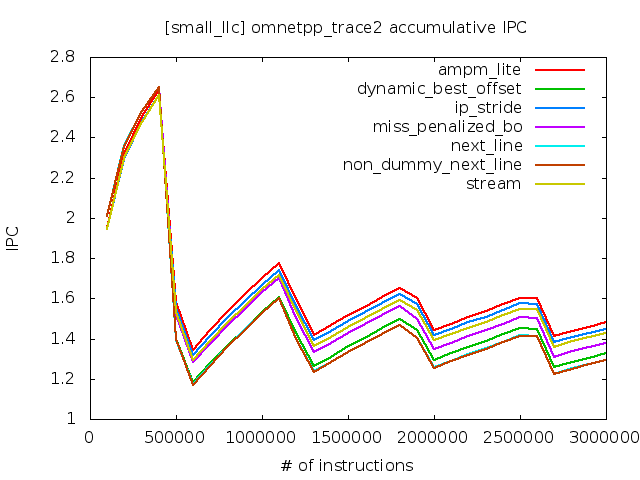 [small_llc] omnetpp_trace2 accumulative IPC
ampm_lite
dynamic_best_offset
ip_stride
miss_penalized_bo
next_line
non_dummy_next_line
stream
IPC
2.8
2.6
2.4
2.2
2
1.8
1.6
1.4
1.2
1
0 500000 1000000 1500000 2000000 2500000 3000000
# of instructions